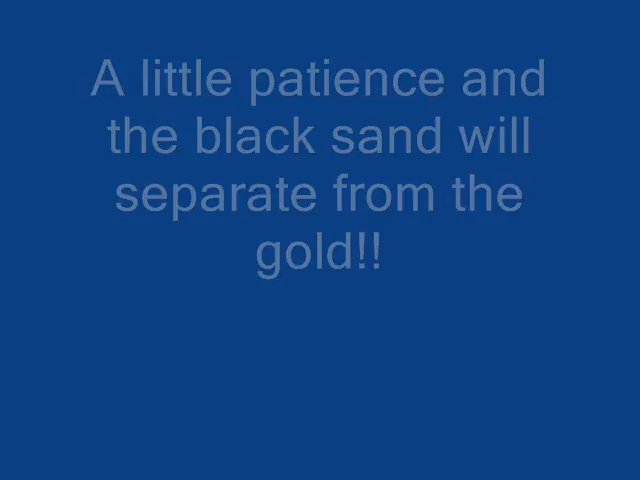 A little patience and
the black sand will
separate from the
gold!!